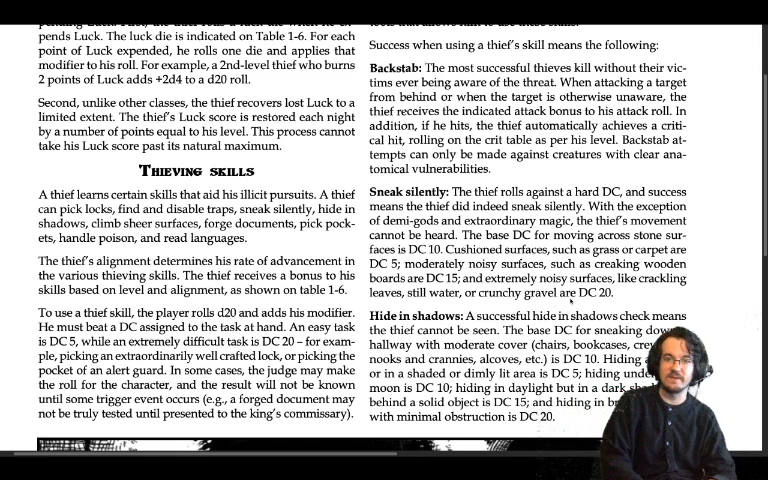 pends Luck. The luck die is indicated on Table 1-6. For each
point of Luck expended, he rolls one die and applies that
modifier to his roll. For example, a 2nd-level thief who burns
2 points of Luck adds +2d4 to a d20 roll.
Second, unlike other classes, the thief recovers lost Luck to a
limited extent. The thief's Luck score is restored each night
by a number of points equal to his level. This process cannot
take his Luck score past its natural maximum.
Thieving skills
A thief learns certain skills that aid his illicit pursuits. A thief
can pick locks, find and disable traps, sneak silently, hide in
shadows, climb sheer surfaces, forge documents, pick pock-
ets, handle poison, and read languages.
The thief's alignment determines his rate of advancement in
the various thieving skills. The thief receives a bonus to his
skills based on level and alignment, as shown on table 1-6.
To use a thief skill, the player rolls d20 and adds his modifier.
He must beat a DC assigned to the task at hand. An easy task
is DC 5, while an extremely difficult task is DC 20 – for exam-
ple, picking an extraordinarily well crafted lock, or picking the
pocket of an alert guard. In some cases, the judge may make
the roll for the character, and the result will not be known
until some trigger event occurs (e.g., a forged document may
not be truly tested until presented to the king's commissary).
Success when using a thief's skill means the following:
Backstab: The most successful thieves kill without their vic-
tims ever being aware of the threat. When attacking a target
from behind or when the target is otherwise unaware, the
thief receives the indicated attack bonus to his attack roll. In
addition, if he hits, the thief automatically achieves a criti-
cal hit, rolling on the crit table as per his level. Backstab at-
tempts can only be made against creatures with clear ana-
tomical vulnerabilities.
Sneak silently: The thief rolls against a hard DC, and success
means the thief did indeed sneak silently. With the exception
of demi-gods and extraordinary magic, the thief's movement
cannot be heard. The base DC for moving across stone sur-
faces is DC 10. Cushioned surfaces, such as grass or carpet are
DC 5; moderately noisy surfaces, such as creaking wooden
boards are DC 15; and extremely noisy surfaces, like crackling
leaves, still water, or crunchy gravel are DC 20.
Hide in shadows: A successful hide in shadows check means
the thief cannot be seen. The base DC for sneaking
hallway with moderate cover (chairs, bookcases,
nooks and crannies, alcoves, etc.) is DC 10. Hiding
or in a shaded or dimly lit area is DC 5; hiding
moon is DC 10; hiding in daylight but in a dark
behind a solid object is DC 15; and hiding in
with minimal obstruction is DC 20.